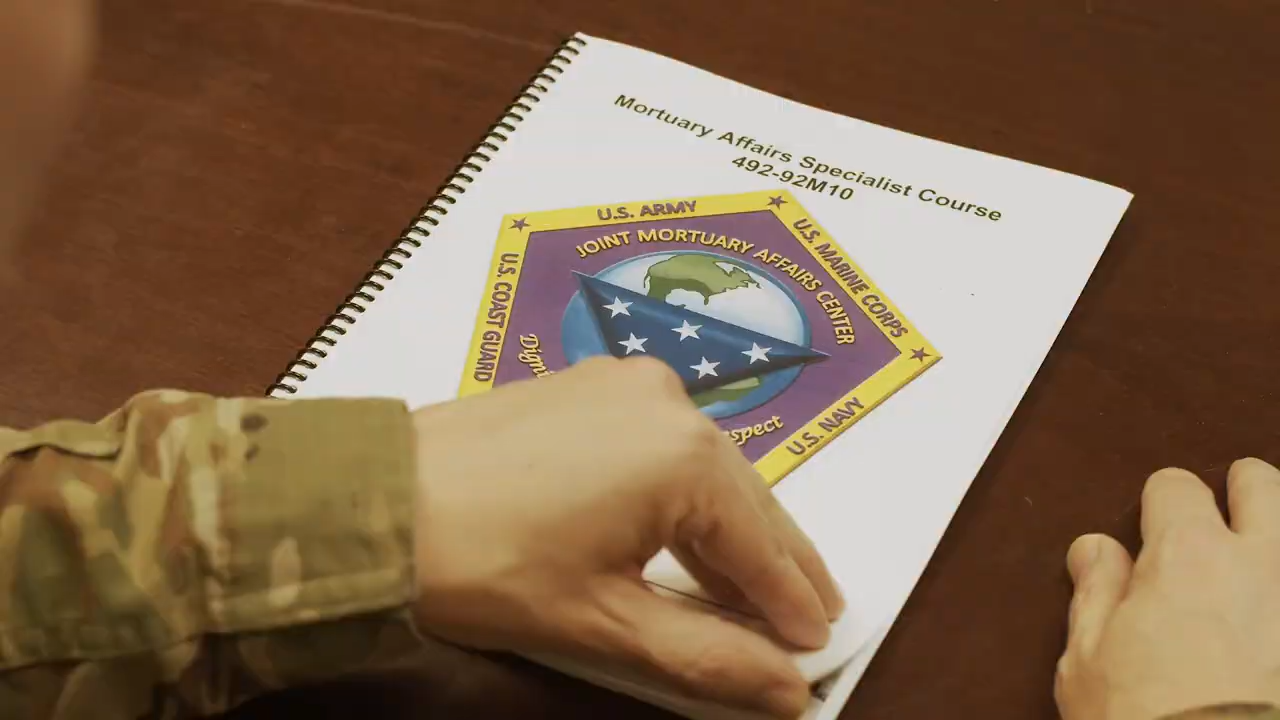 Mortuary Affairs Specialist Course
492-92M10
U.S. ARMY
U.S. MARINE CORPS
JOINT MORTUARY AFFAIRS CENTER
U.S. COAST GUARD
U.S. NAVY